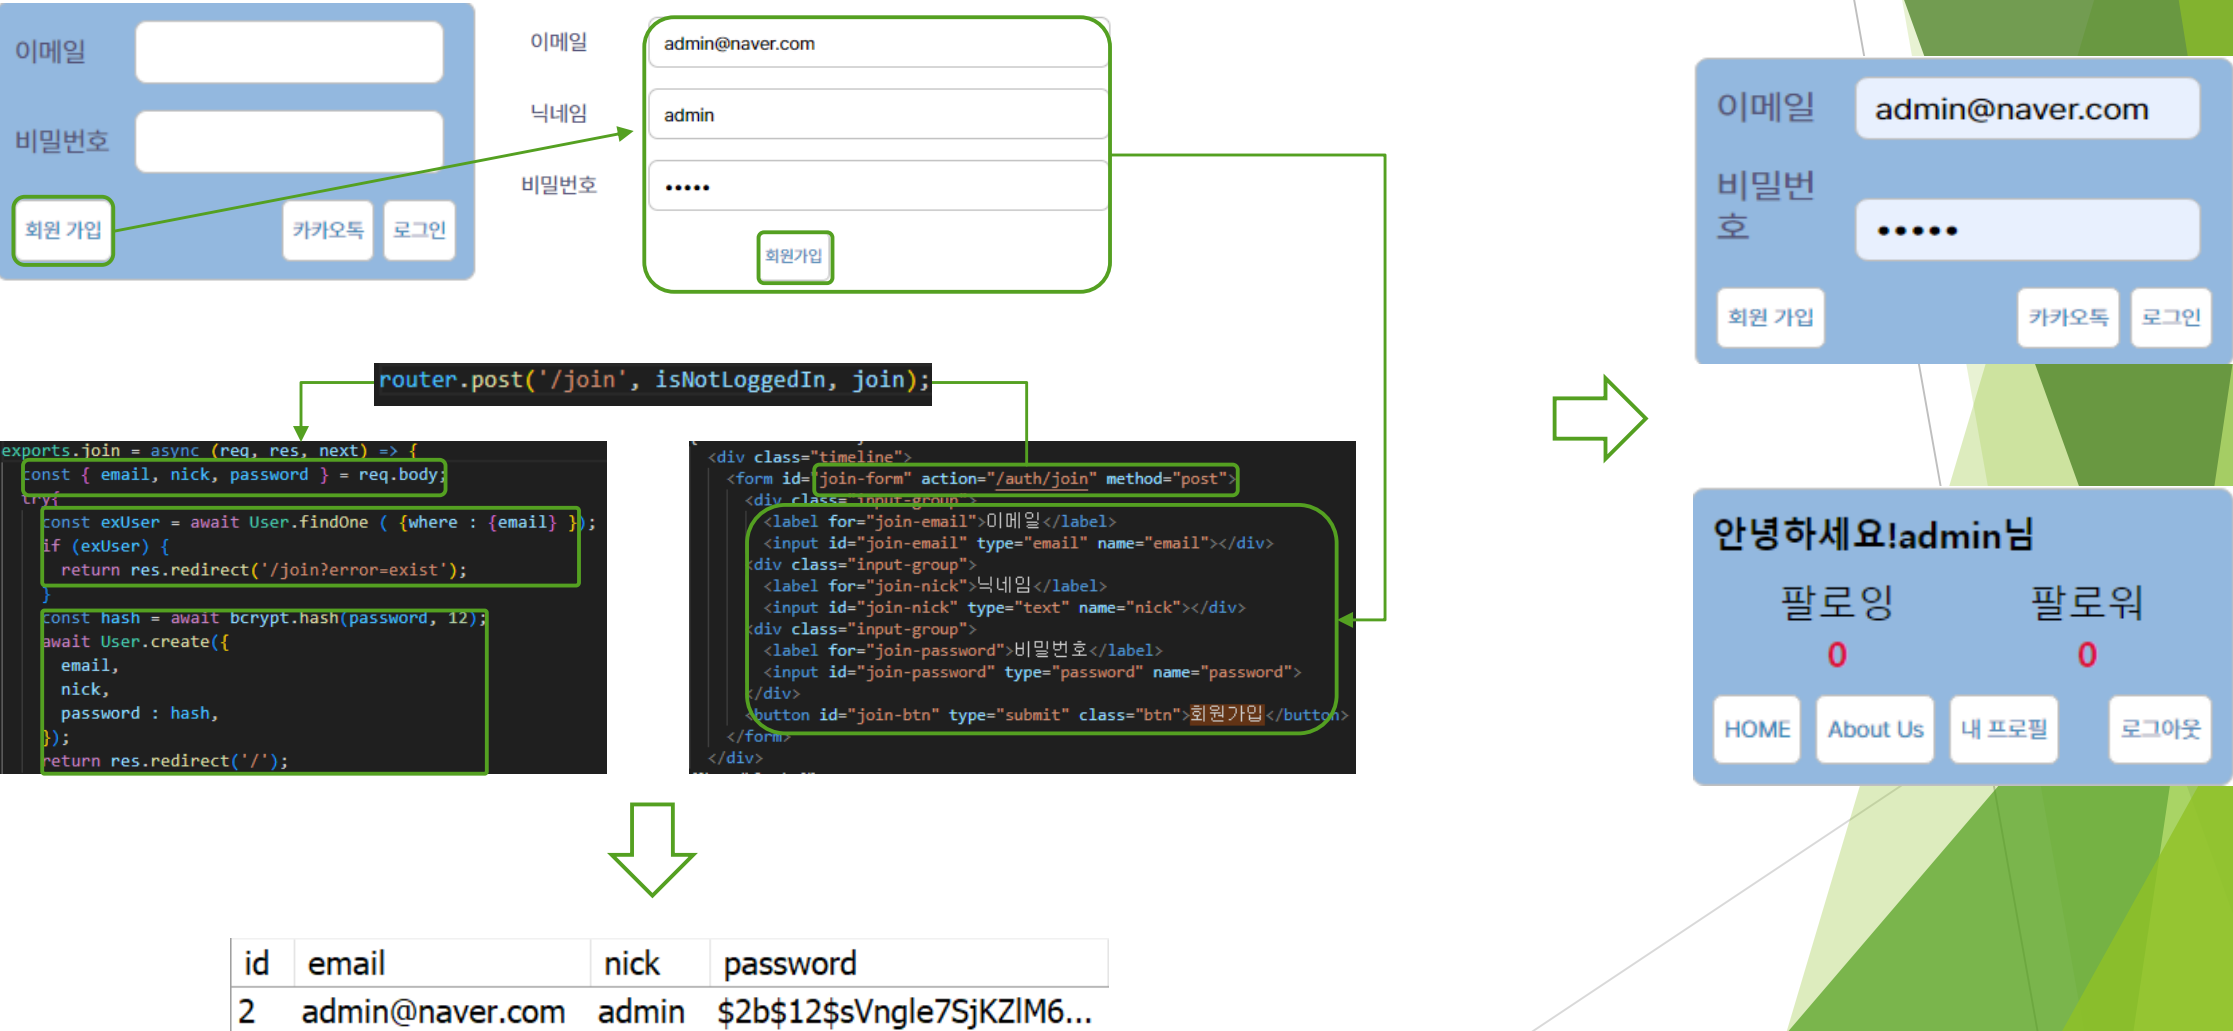 이메일
비밀번호
회원 가입
카카오톡
로그인
이메일
admin@naver.com
닉네임
admin
비밀번호
•••••
회원가입
router.post('/join', isNotLoggedIn, join);
exports.join = async (req, res, next) => {
const { email, nick, password } = req.body;
try{
const exUser = await User.findOne ( {where : {email} });
if (exUser) {
return res.redirect('/join?error=exist');
}
const hash = await bcrypt.hash(password, 12);
await User.create({
email,
nick,
password : hash,
});
return res.redirect('/');
<div class="timeline">
<form id="join-form" action="/auth/join" method="post">
<div class="input-group">
<label for="join-email">이메일</label>
<input id="join-email" type="email" name="email"></div>
<div class="input-group">
<label for="join-nick">닉네임</label>
<input id="join-nick" type="text" name="nick"></div>
<div class="input-group">
<label for="join-password">비밀번호</label>
<input id="join-password" type="password" name="password">
</div>
<button id="join-btn" type="submit" class="btn">회원가입</button>
</form>
</div>
id email nick password
2 admin@naver.com admin $2b$12$sVngle7SjKZlM6...
이메일
admin@naver.com
비밀번
호
•••••
회원 가입
카카오톡
로그인
안녕하세요!admin님
팔로잉 팔로워
0 0
HOME
About Us
내 프로필
로그아웃